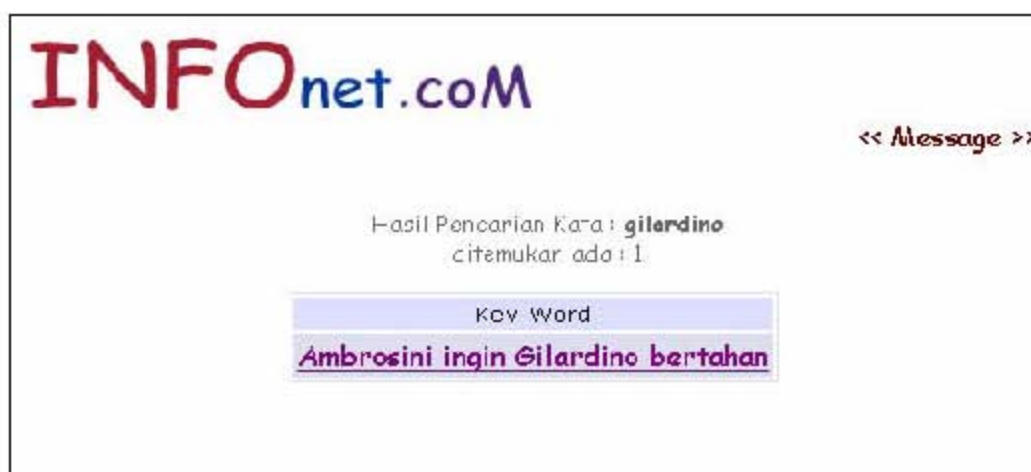 INFOnet.coM
<< Message >>
Hasil Pencarian Kata : gilardino
ditemukan ada : 1
Key Word
Ambrosini ingin Gilardino bertahan